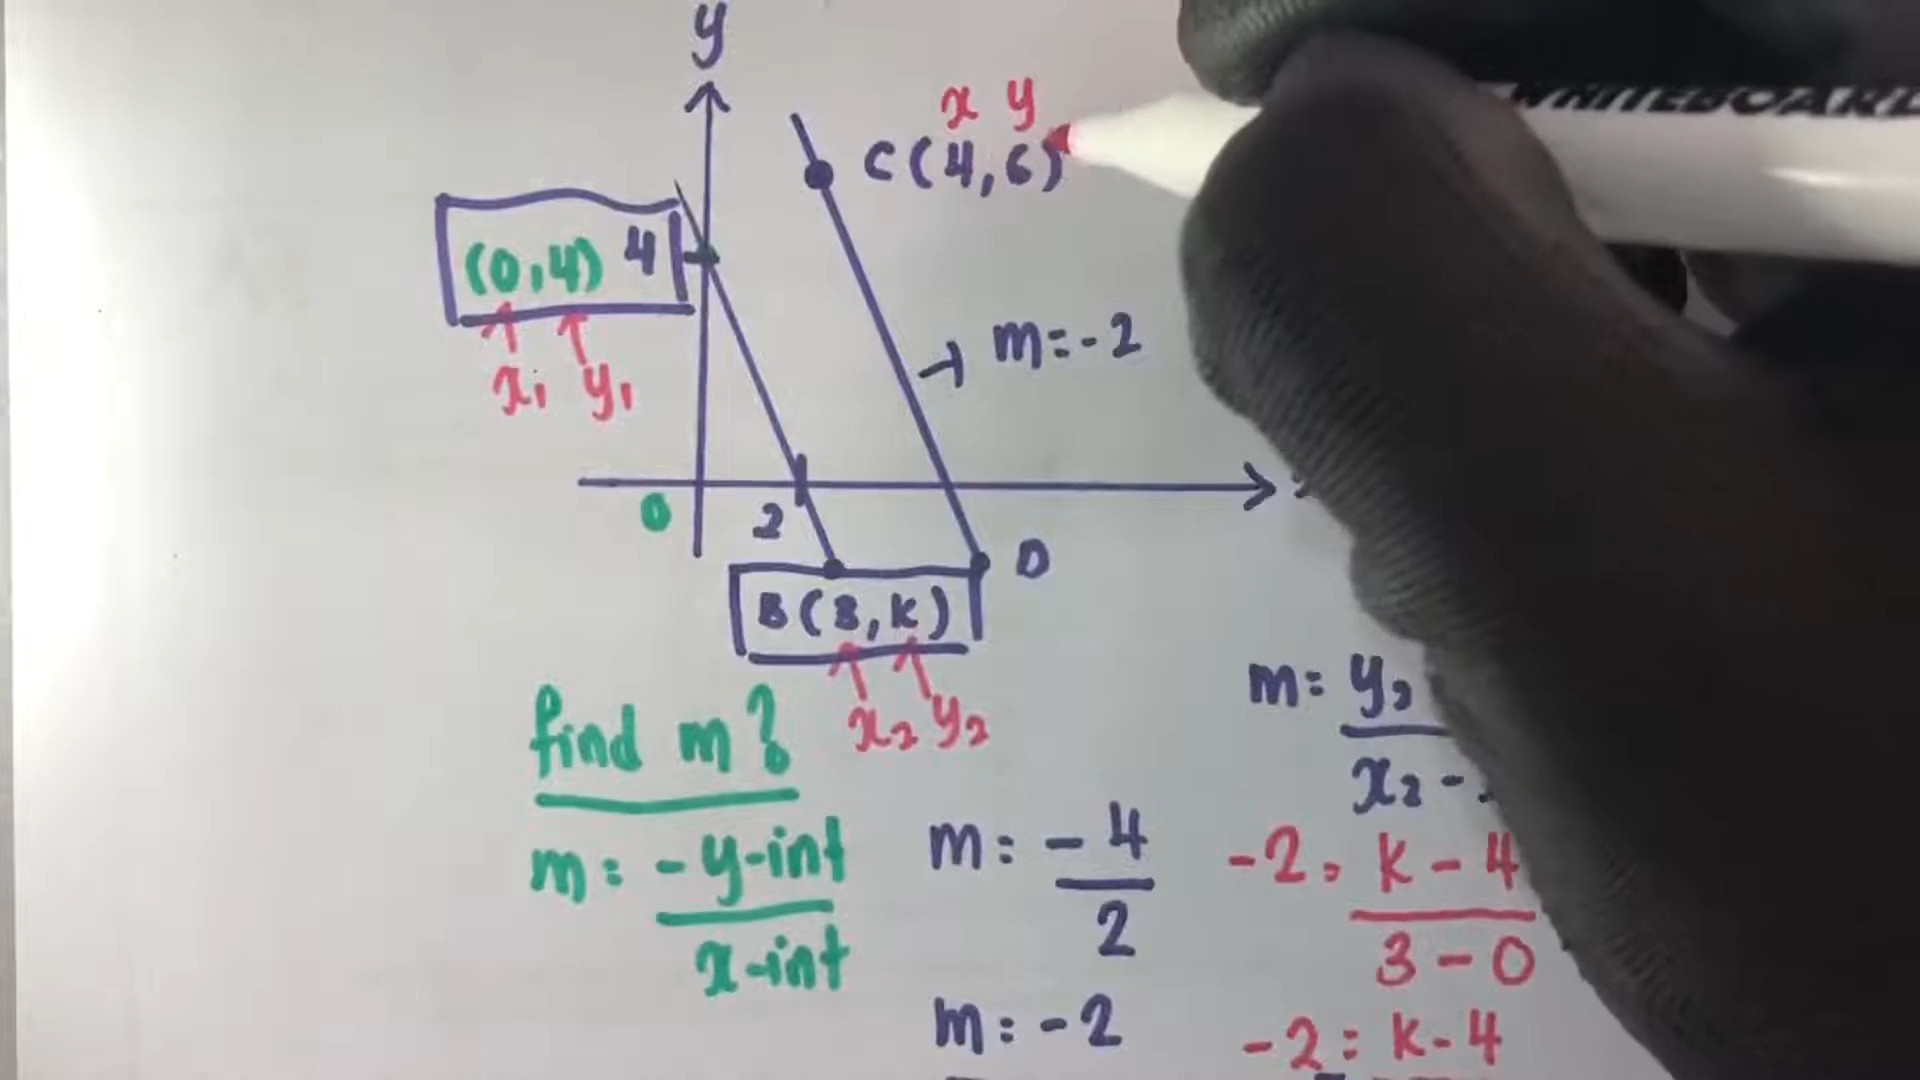 y
x y
C(4,6)
(0,4) 4
m=-2
x₁ y₁
0
2
D
B(3,k)
x₂ y₂
find m?
m: y₂
x₂ -
m: -y-int
x-int
m: -4
2
-2= k-4
3-0
m: -2
-2= k-4
WHITEBOARD